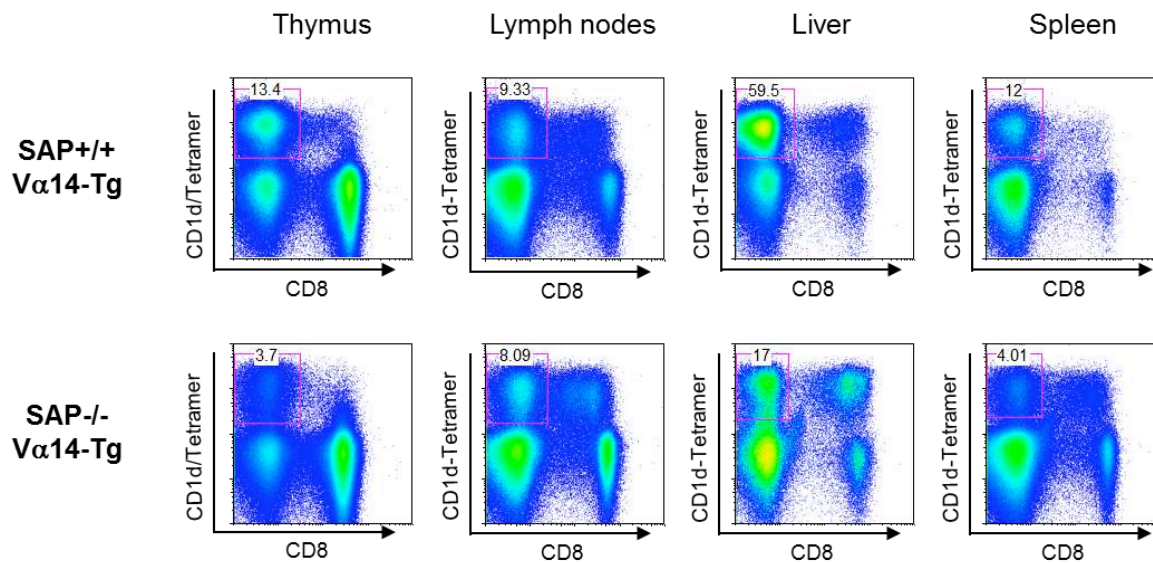 Thymus Lymph nodes Liver Spleen
SAP+/+
Vα14-Tg
CD1d/Tetramer
13.4
CD8
CD1d-Tetramer
9.33
CD8
CD1d-Tetramer
59.5
CD8
CD1d-Tetramer
12
CD8
SAP-/-
Vα14-Tg
CD1d/Tetramer
3.7
CD8
CD1d-Tetramer
8.09
CD8
CD1d-Tetramer
17
CD8
CD1d-Tetramer
4.01
CD8